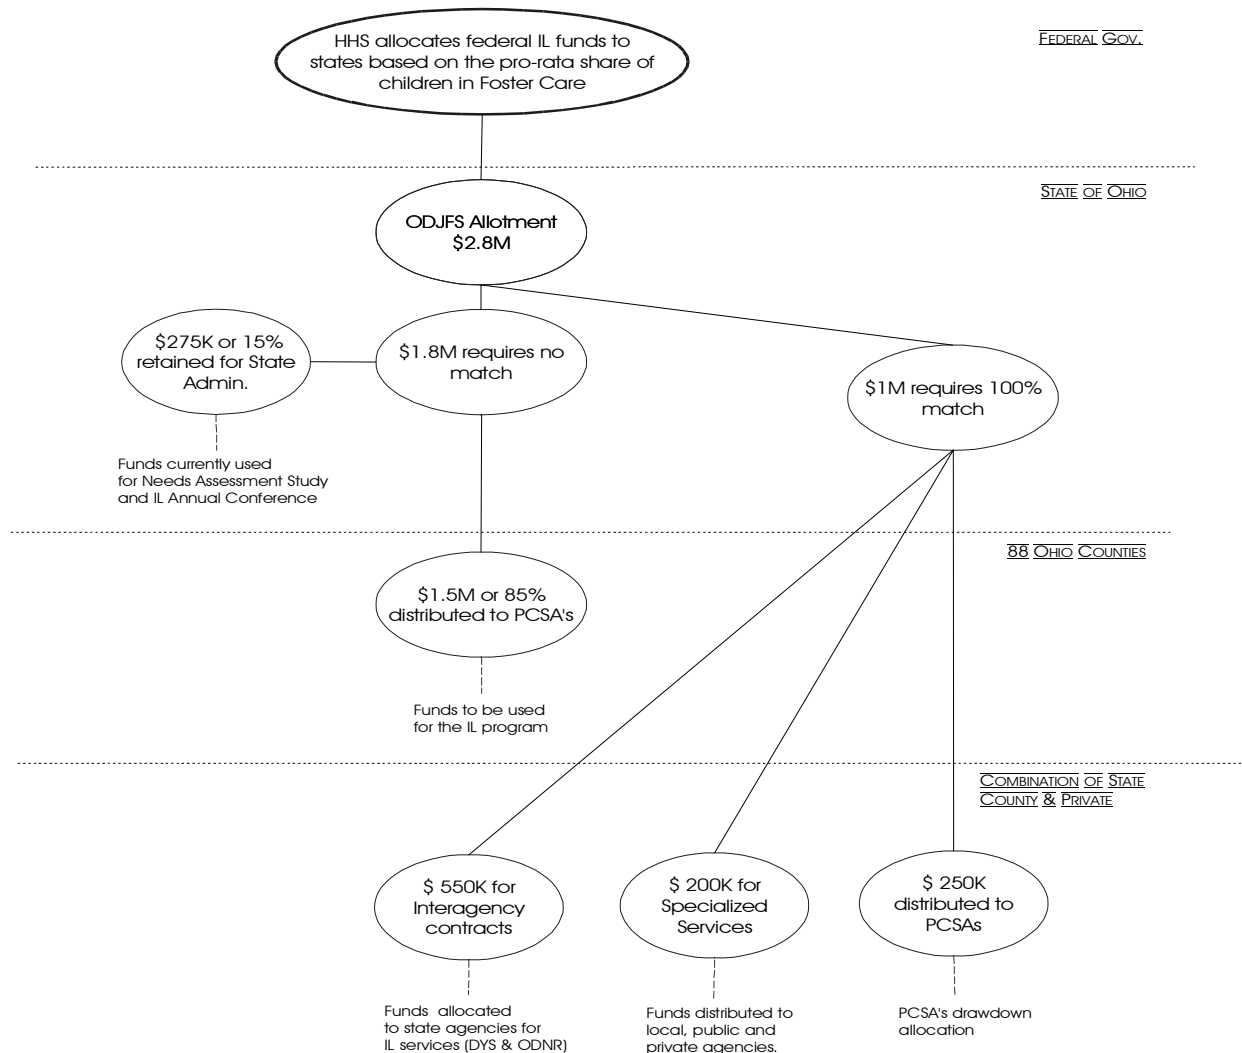 HHS allocates federal IL funds to
states based on the pro-rata share of
children in Foster Care
FEDERAL GOV.
STATE OF OHIO
ODJFS Allotment
$2.8M
$275K or 15%
retained for State
Admin.
$1.8M requires no
match
$1M requires 100%
match
Funds currently used
for Needs Assessment Study
and IL Annual Conference
88 OHIO COUNTIES
$1.5M or 85%
distributed to PCSA's
Funds to be used
for the IL program
COMBINATION OF STATE
COUNTY & PRIVATE
$ 550K for
Interagency
contracts
$ 200K for
Specialized
Services
$ 250K
distributed to
PCSAs
Funds allocated
to state agencies for
IL services (DYS & ODNR)
Funds distributed to
local, public and
private agencies.
PCSA's drawdown
allocation